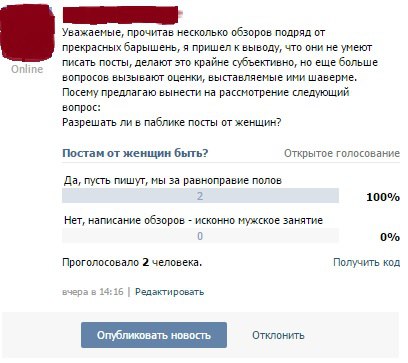 Уважаемые, прочитав несколько обзоров подряд от
прекрасных барышень, я пришел к выводу, что они не умеют
писать посты, делают это крайне субъективно, но еще больше
вопросов вызывают оценки, выставляемые ими шаверме.
Посему предлагаю вынести на рассмотрение следующий
вопрос:
Разрешать ли в паблике посты от женщин?
Online
Постам от женщин быть? Открытое голосование
Да, пусть пишут, мы за равноправие полов
2 100%
Нет, написание обзоров - исконно мужское занятие
0 0%
Проголосовало 2 человека. Получить код
вчера в 14:16 | Редактировать
Опубликовать новость Отклонить